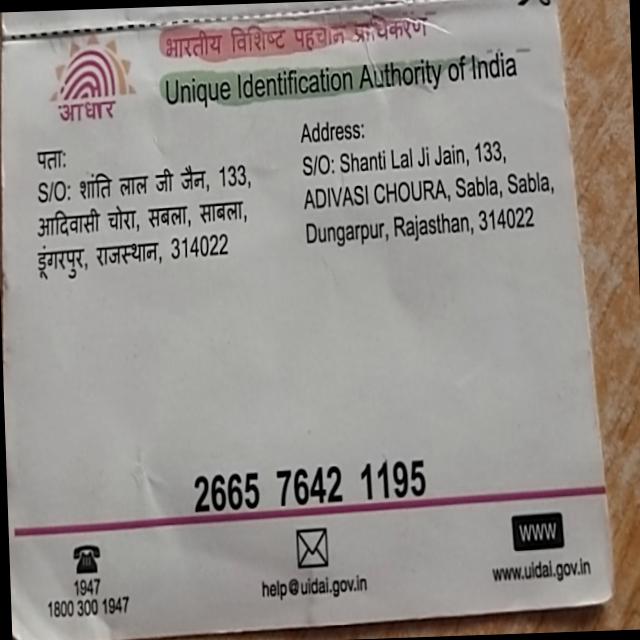 भारतीय विशिष्ट पहचान प्राधिकरण
Unique Identification Authority of India
आधार
पता:
S/O: शांति लाल जी जैन, 133,
आदिवासी चोरा, सबला, साबला,
डूंगरपुर, राजस्थान, 314022
Address:
S/O: Shanti Lal Ji Jain, 133,
ADIVASI CHOURA, Sabla, Sabla,
Dungarpur, Rajasthan, 314022
2665 7642 1195
1947
1800 300 1947
help@uidai.gov.in
WWW
www.uidai.gov.in